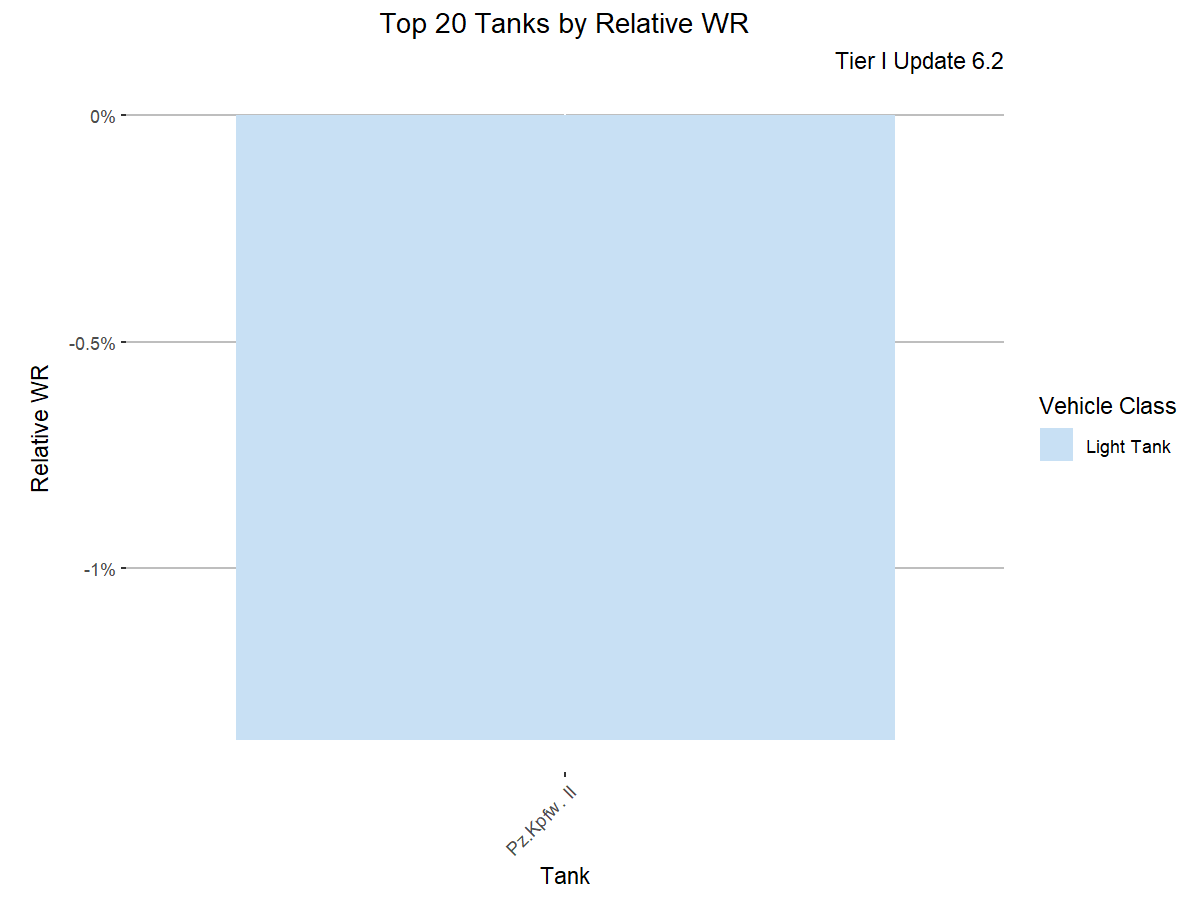 Top 20 Tanks by Relative WR
Tier I Update 6.2
0%
-0.5%
-1%
Relative WR
Pz.Kpfw. II
Tank
Vehicle Class
Light Tank